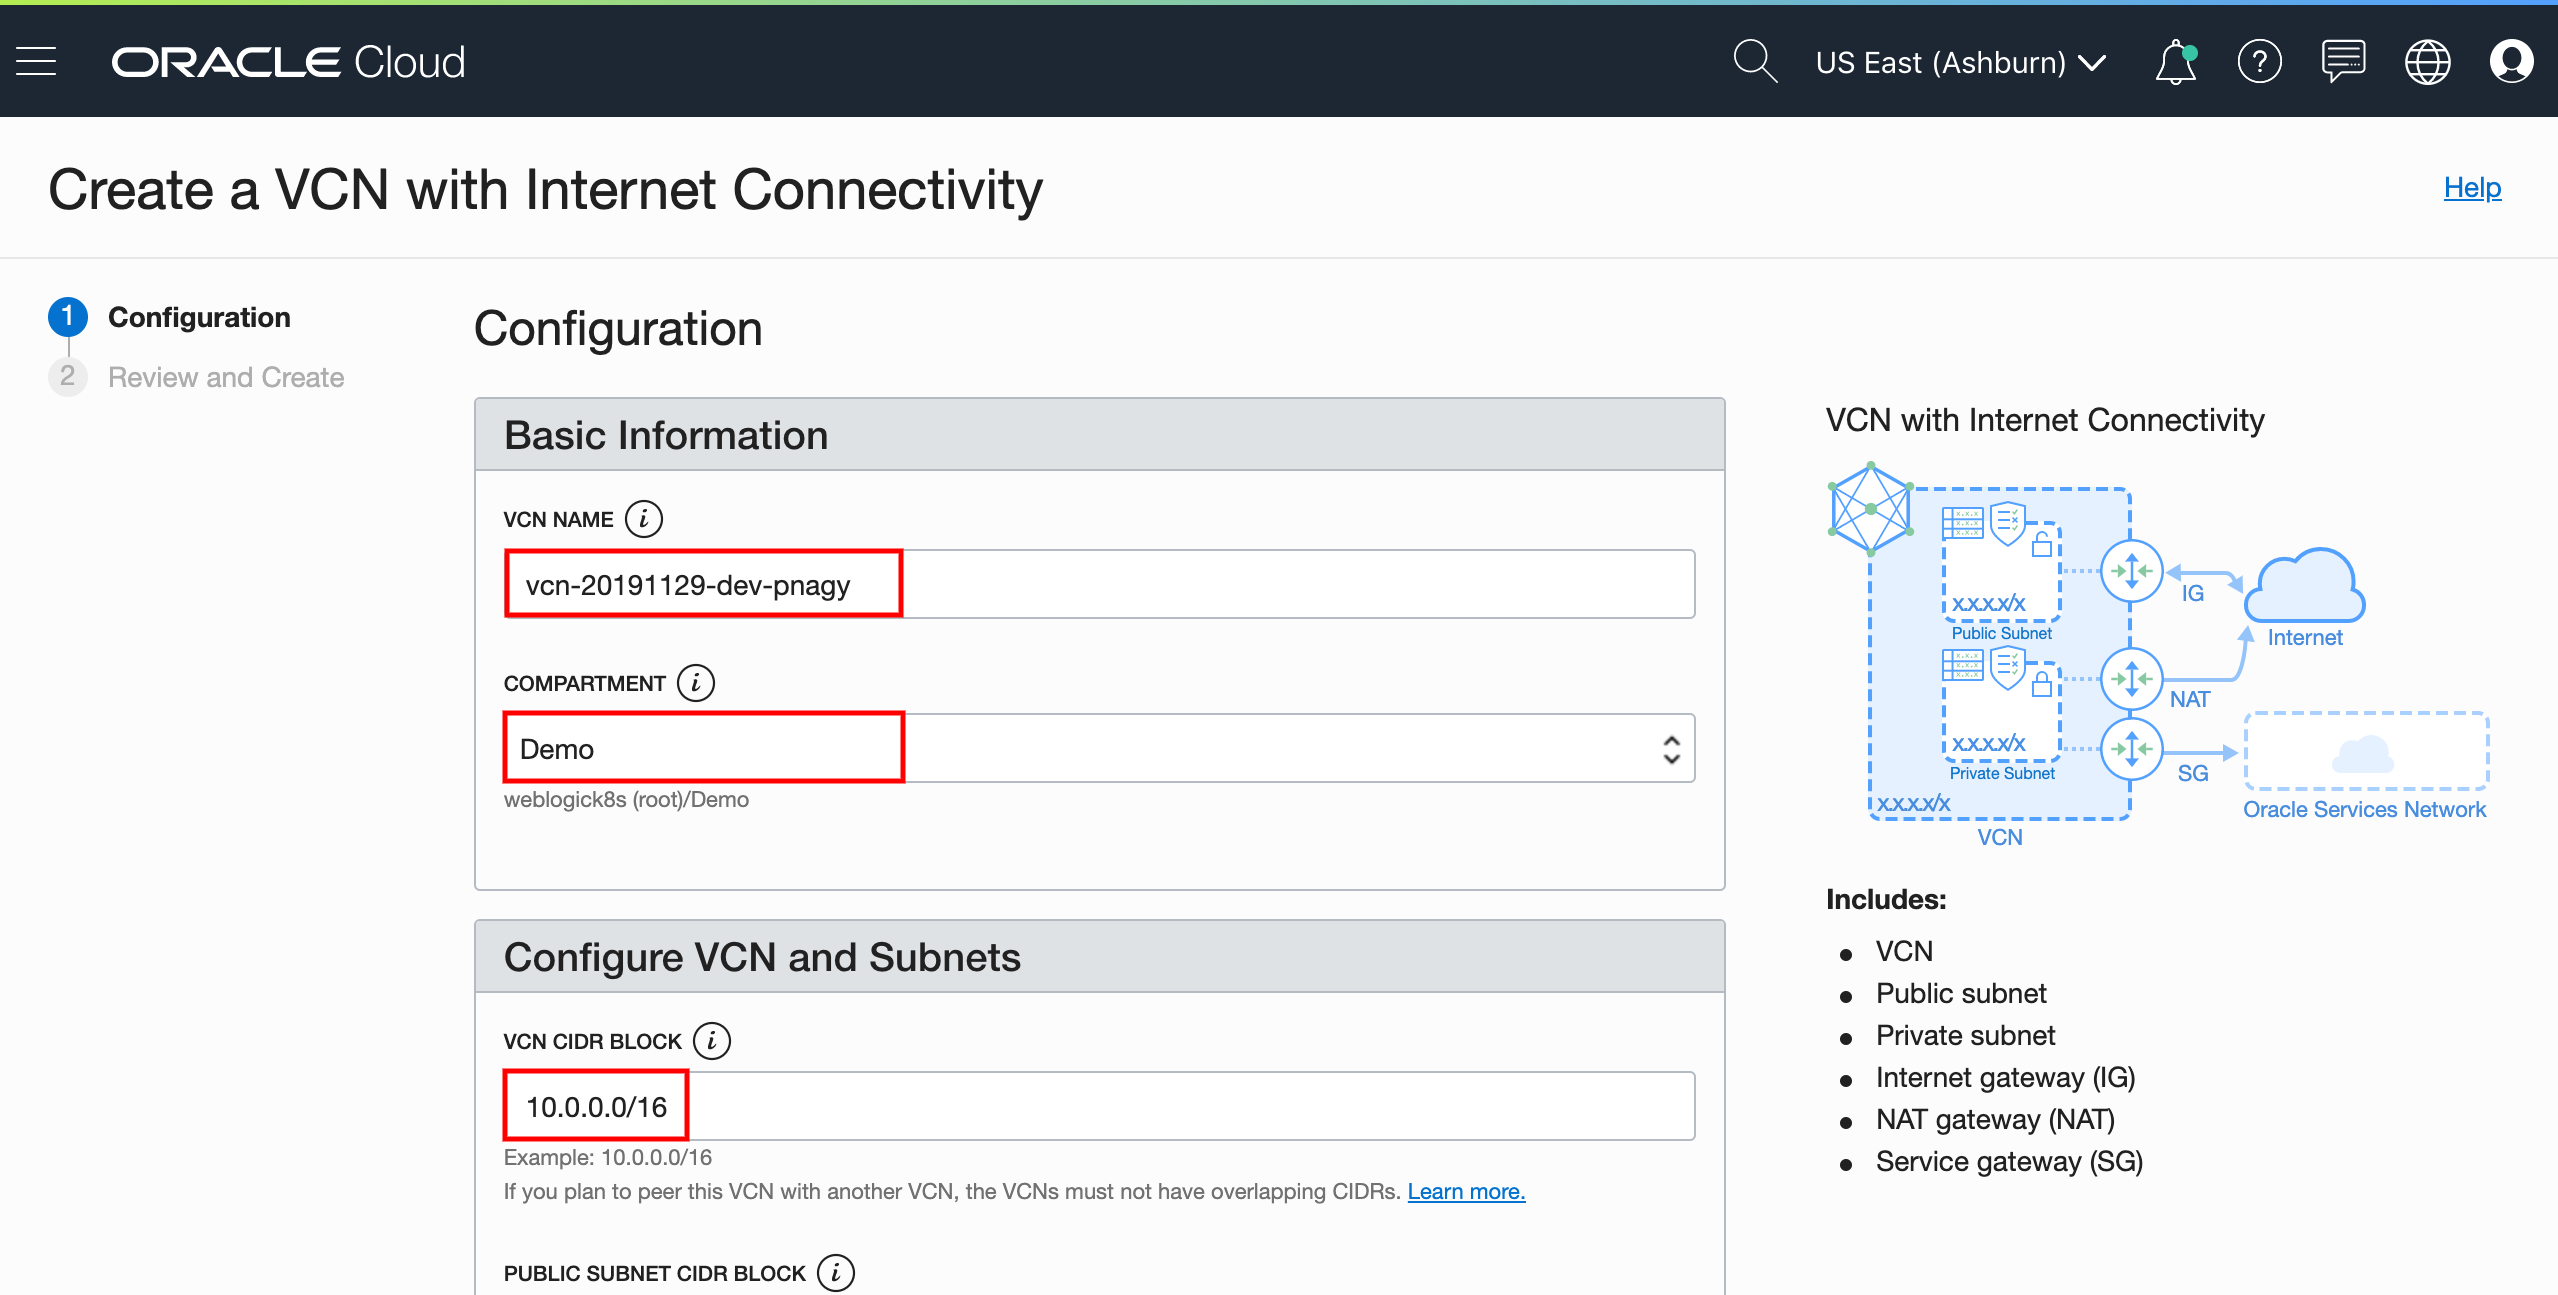 ORACLE Cloud
US East (Ashburn)
?
Create a VCN with Internet Connectivity
Help
1 Configuration
2 Review and Create
Configuration
Basic Information
VCN NAME i
vcn-20191129-dev-pnagy
COMPARTMENT i
Demo
weblogick8s (root)/Demo
Configure VCN and Subnets
VCN CIDR BLOCK i
10.0.0.0/16
Example: 10.0.0.0/16
If you plan to peer this VCN with another VCN, the VCNs must not have overlapping CIDRs. Learn more.
PUBLIC SUBNET CIDR BLOCK i
VCN with Internet Connectivity
x.x.x
x.x.x
x.x.x
x.x.x.x/x
Public Subnet
IG
Internet
x.x.x
x.x.x
x.x.x
x.x.x.x/x
Private Subnet
NAT
SG
x.x.x.x/x
VCN
Oracle Services Network
Includes:
VCN
Public subnet
Private subnet
Internet gateway (IG)
NAT gateway (NAT)
Service gateway (SG)